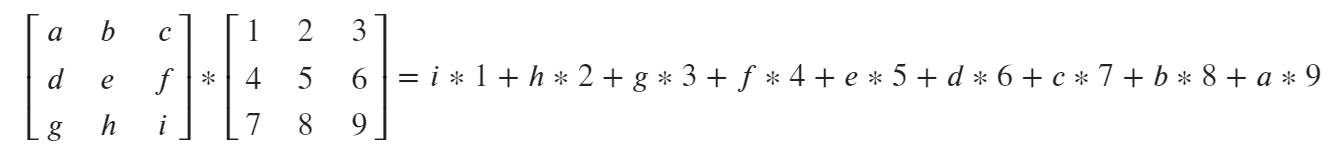 a b c 1 2 3
d e f * 4 5 6 = i * 1 + h * 2 + g * 3 + f * 4 + e * 5 + d * 6 + c * 7 + b * 8 + a * 9
g h i 7 8 9